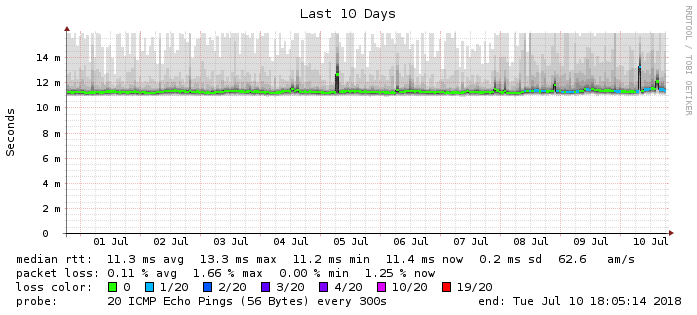 Last 10 Days
RRDTOOL / TOBI OETIKER
Seconds
14 m
12 m
10 m
8 m
6 m
4 m
2 m
0
01 Jul 02 Jul 03 Jul 04 Jul 05 Jul 06 Jul 07 Jul 08 Jul 09 Jul 10 Jul
median rtt: 11.3 ms avg 13.3 ms max 11.2 ms min 11.4 ms now 0.2 ms sd 62.6 am/s
packet loss: 0.11 % avg 1.66 % max 0.00 % min 1.25 % now
loss color: 0 1/20 2/20 3/20 4/20 10/20 19/20
probe: 20 ICMP Echo Pings (56 Bytes) every 300s end: Tue Jul 10 18:05:14 2018